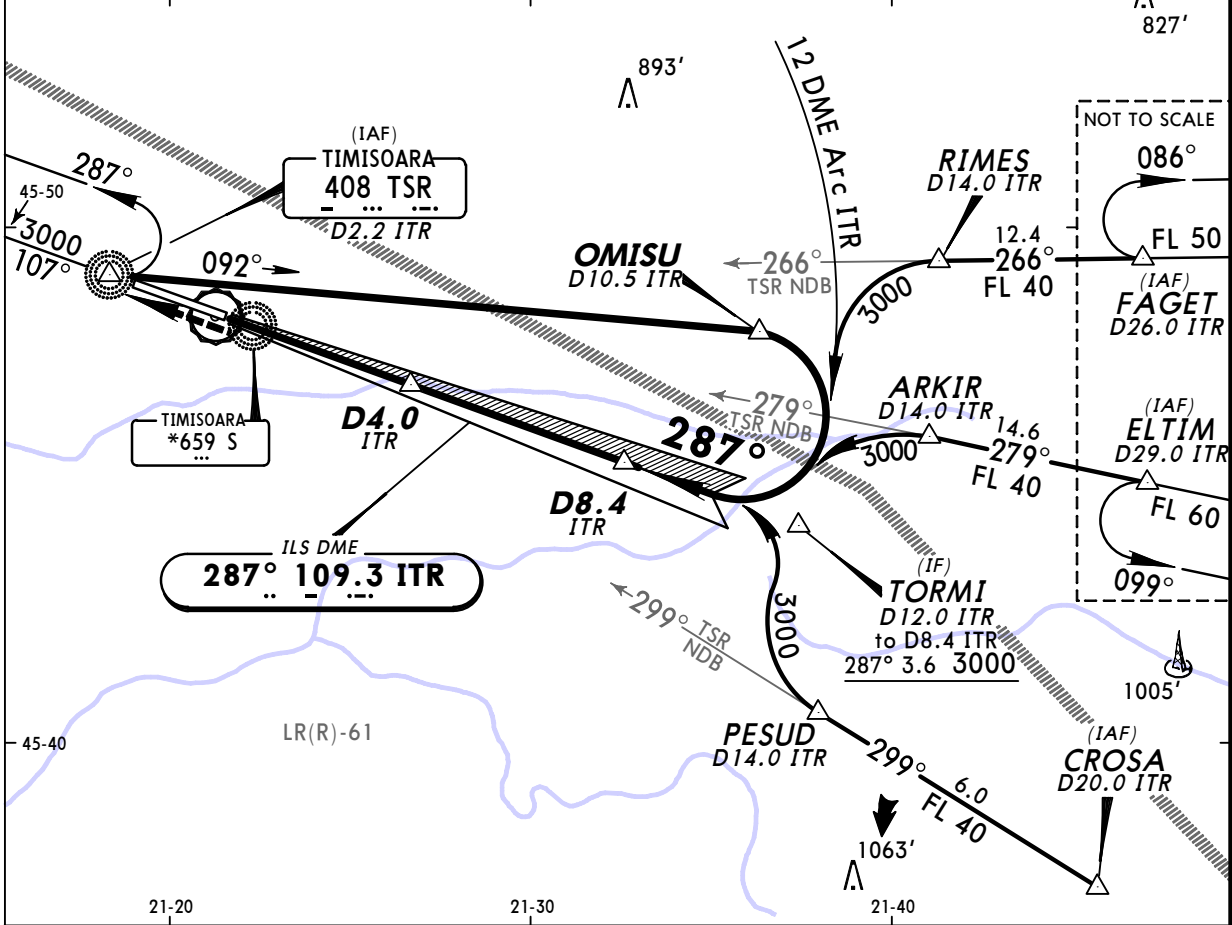 827'
893'
12 DME Arc ITR
NOT TO SCALE
(IAF)
TIMISOARA
408 TSR
D2.2 ITR
287°
45-50
3000
107°
092°
RIMES
D14.0 ITR
086°
OMISU
D10.5 ITR
266°
TSR NDB
12.4
266°
FL 40
FL 50
3000
(IAF)
FAGET
D26.0 ITR
TIMISOARA
*659 S
D4.0
ITR
279°
TSR NDB
287°
ARKIR
D14.0 ITR
3000
14.6
279°
FL 40
(IAF)
ELTIM
D29.0 ITR
FL 60
099°
D8.4
ITR
ILS DME
287° 109.3 ITR
(IF)
TORMI
D12.0 ITR
to D8.4 ITR
287° 3.6 3000
299° TSR
NDB
3000
1005'
LR(R)-61
45-40
PESUD
D14.0 ITR
299°
6.0
FL 40
(IAF)
CROSA
D20.0 ITR
1063'
21-20
21-30
21-40